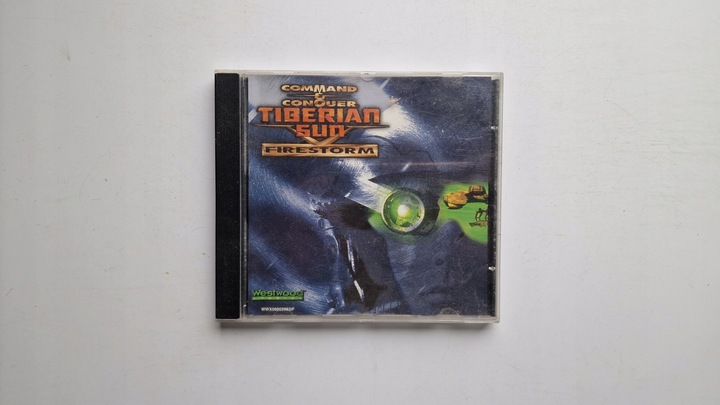 COMMAND
&
CONQUER
TIBERIAN
SUN
FIRESTORM
Westwood